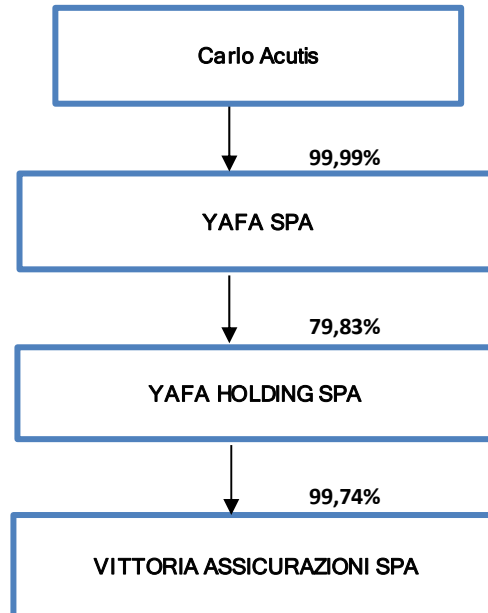 Carlo Acutis
99,99%
YAFA SPA
79,83%
YAFA HOLDING SPA
99,74%
VITTORIA ASSICURAZIONI SPA